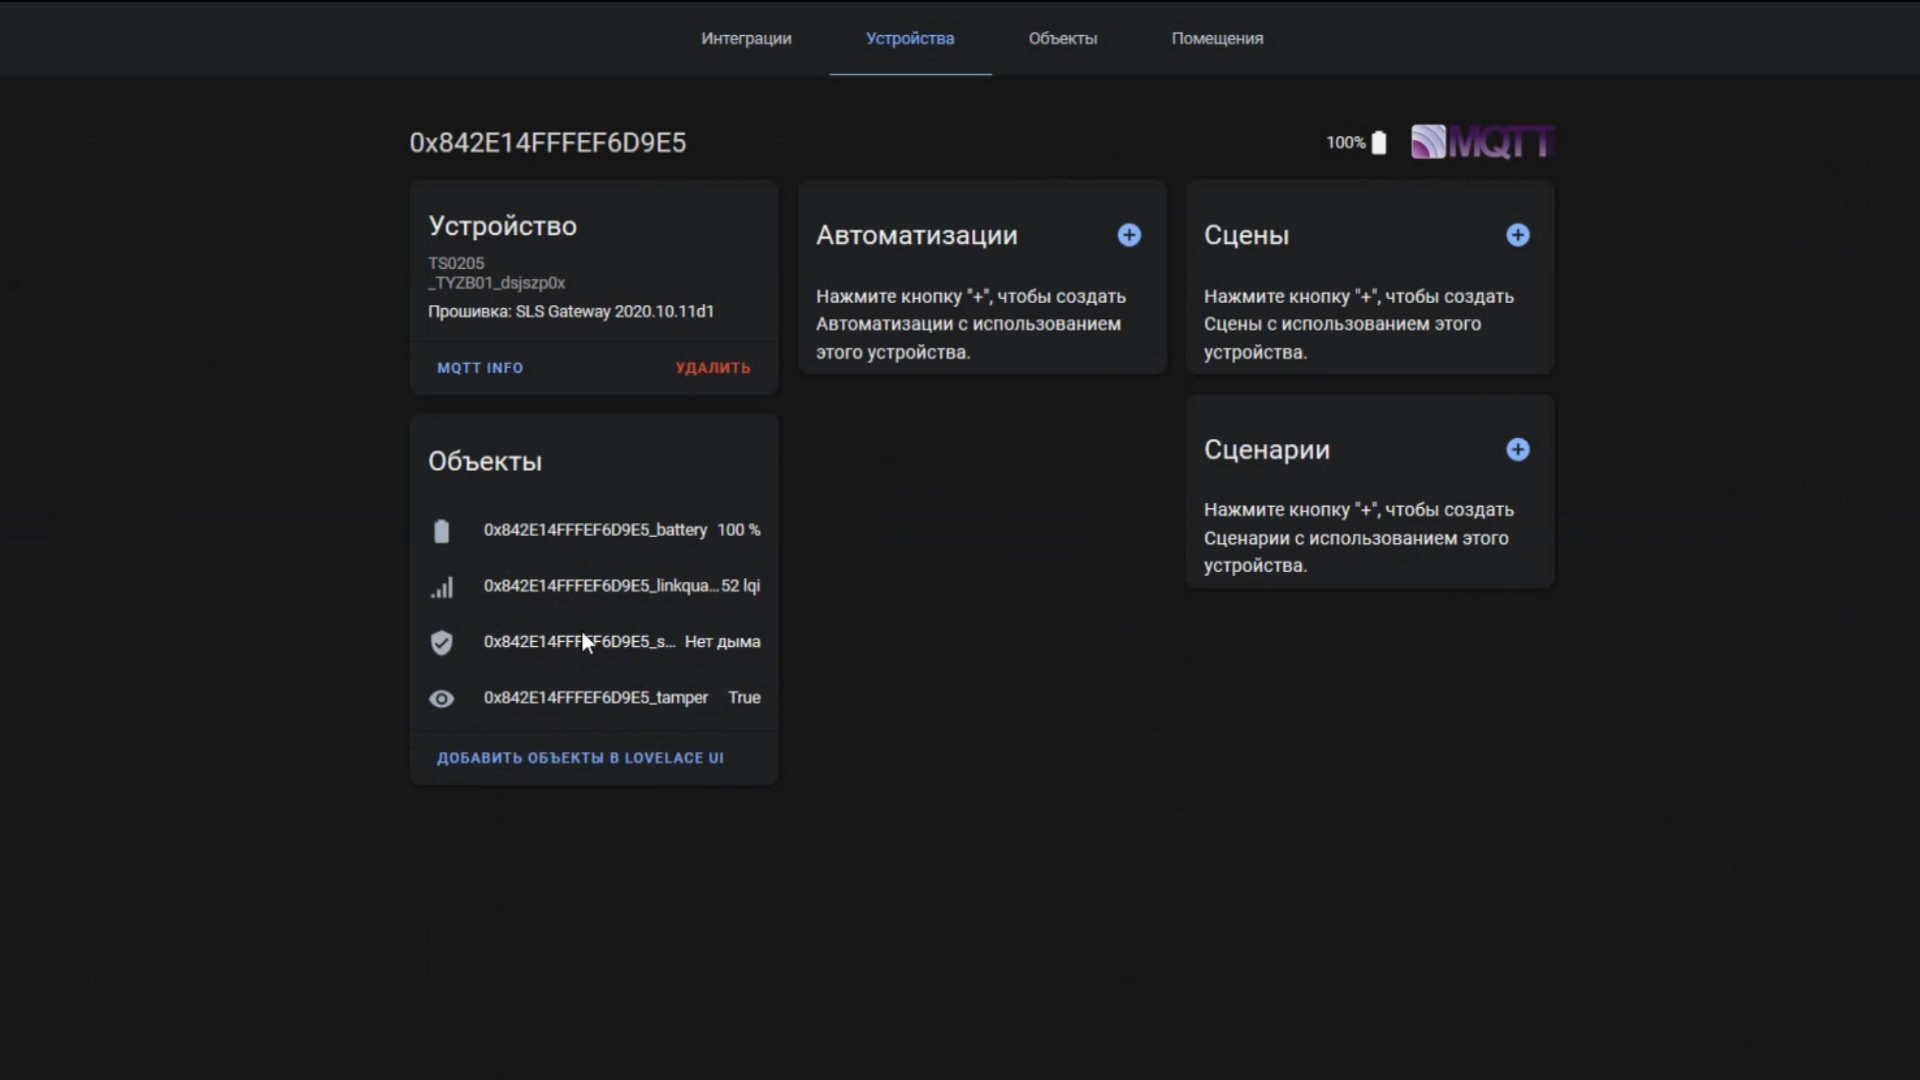 Интеграции Устройства Объекты Помещения
0x842E14FFFEF6D9E5
100% MQTT
Устройство
TS0205
_TYZB01_dsjszp0x
Прошивка: SLS Gateway 2020.10.11d1
MQTT INFO УДАЛИТЬ
Автоматизации
Нажмите кнопку "+", чтобы создать
Автоматизации с использованием
этого устройства.
Сцены
Нажмите кнопку "+", чтобы создать
Сцены с использованием этого
устройства.
Объекты
0x842E14FFFEF6D9E5_battery 100 %
0x842E14FFFEF6D9E5_linkqua... 52 lqi
0x842E14FFFEF6D9E5_s... Нет дыма
0x842E14FFFEF6D9E5_tamper True
ДОБАВИТЬ ОБЪЕКТЫ В LOVELACE UI
Сценарии
Нажмите кнопку "+", чтобы создать
Сценарии с использованием этого
устройства.